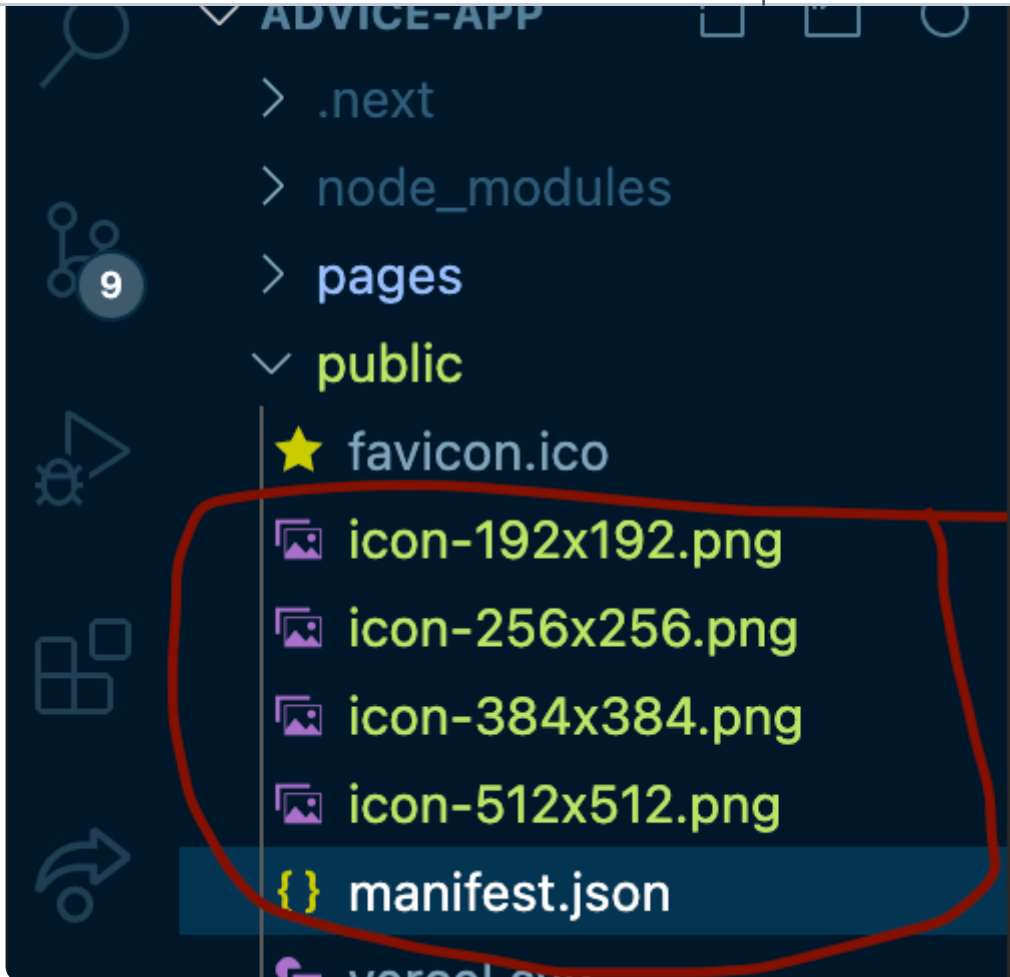 ADVICE-APP
.next
node_modules
pages
9
public
favicon.ico
icon-192x192.png
icon-256x256.png
icon-384x384.png
icon-512x512.png
{} manifest.json